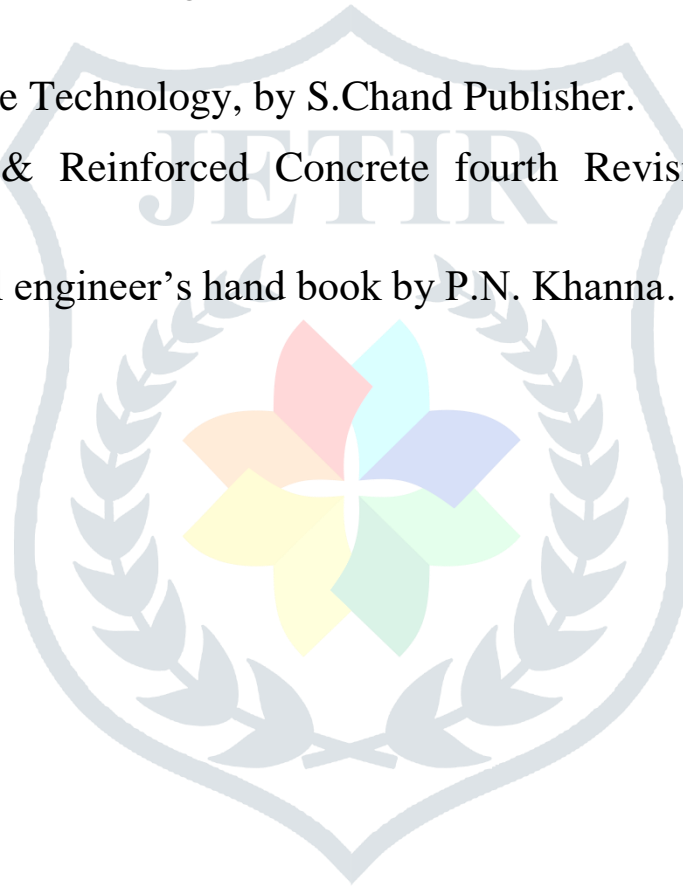 e Technology, by S.Chand Publisher.
JETIR
& Reinforced Concrete fourth Revis
engineer's hand book by P.N. Khanna.